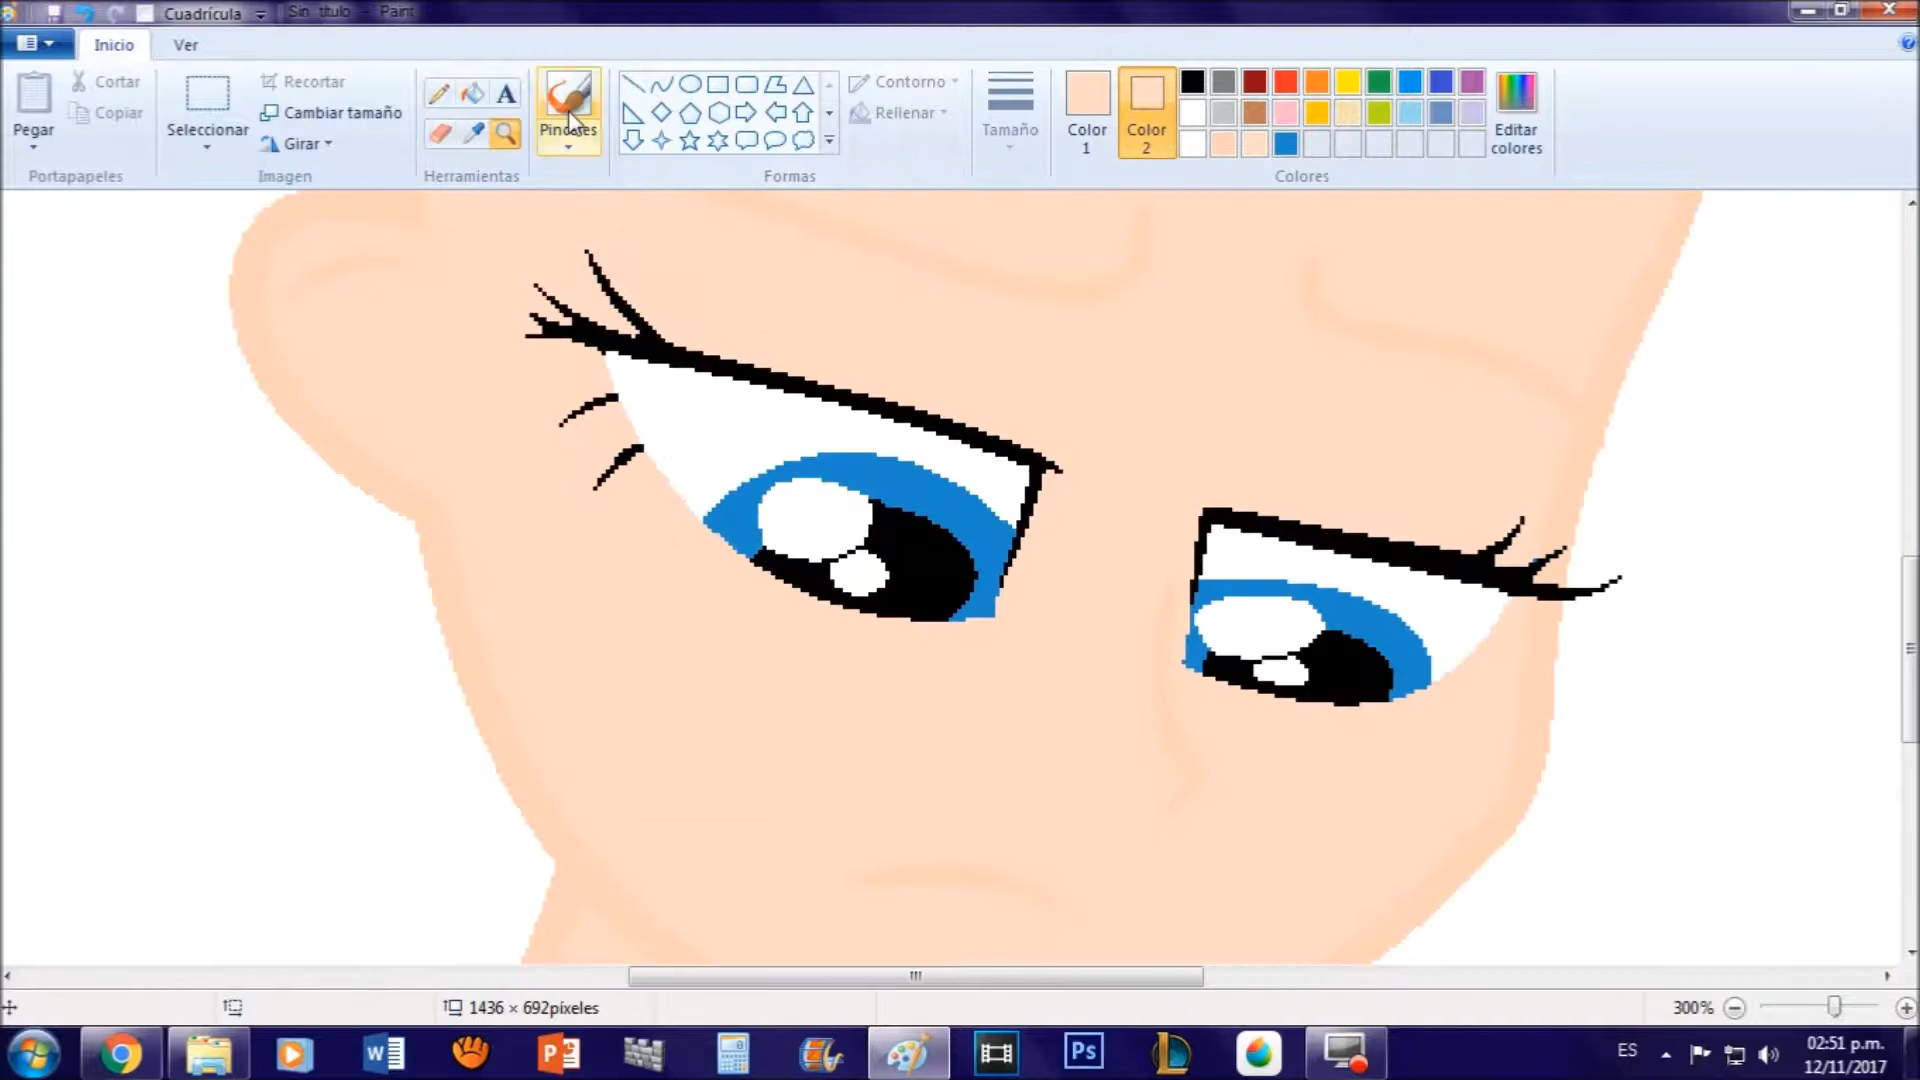 Cuadrícula Sin título - Paint
Inicio Ver
Pegar
Cortar
Copiar
Portapapeles
Seleccionar
Recortar
Cambiar tamaño
Girar
Imagen
A
Herramientas
Pinceles
Contorno
Rellenar
Formas
Tamaño
Color 1
Color 2
Editar colores
Colores
1436 × 692píxeles
300%
W
P
Ps
L
ES
02:51 p.m.
12/11/2017